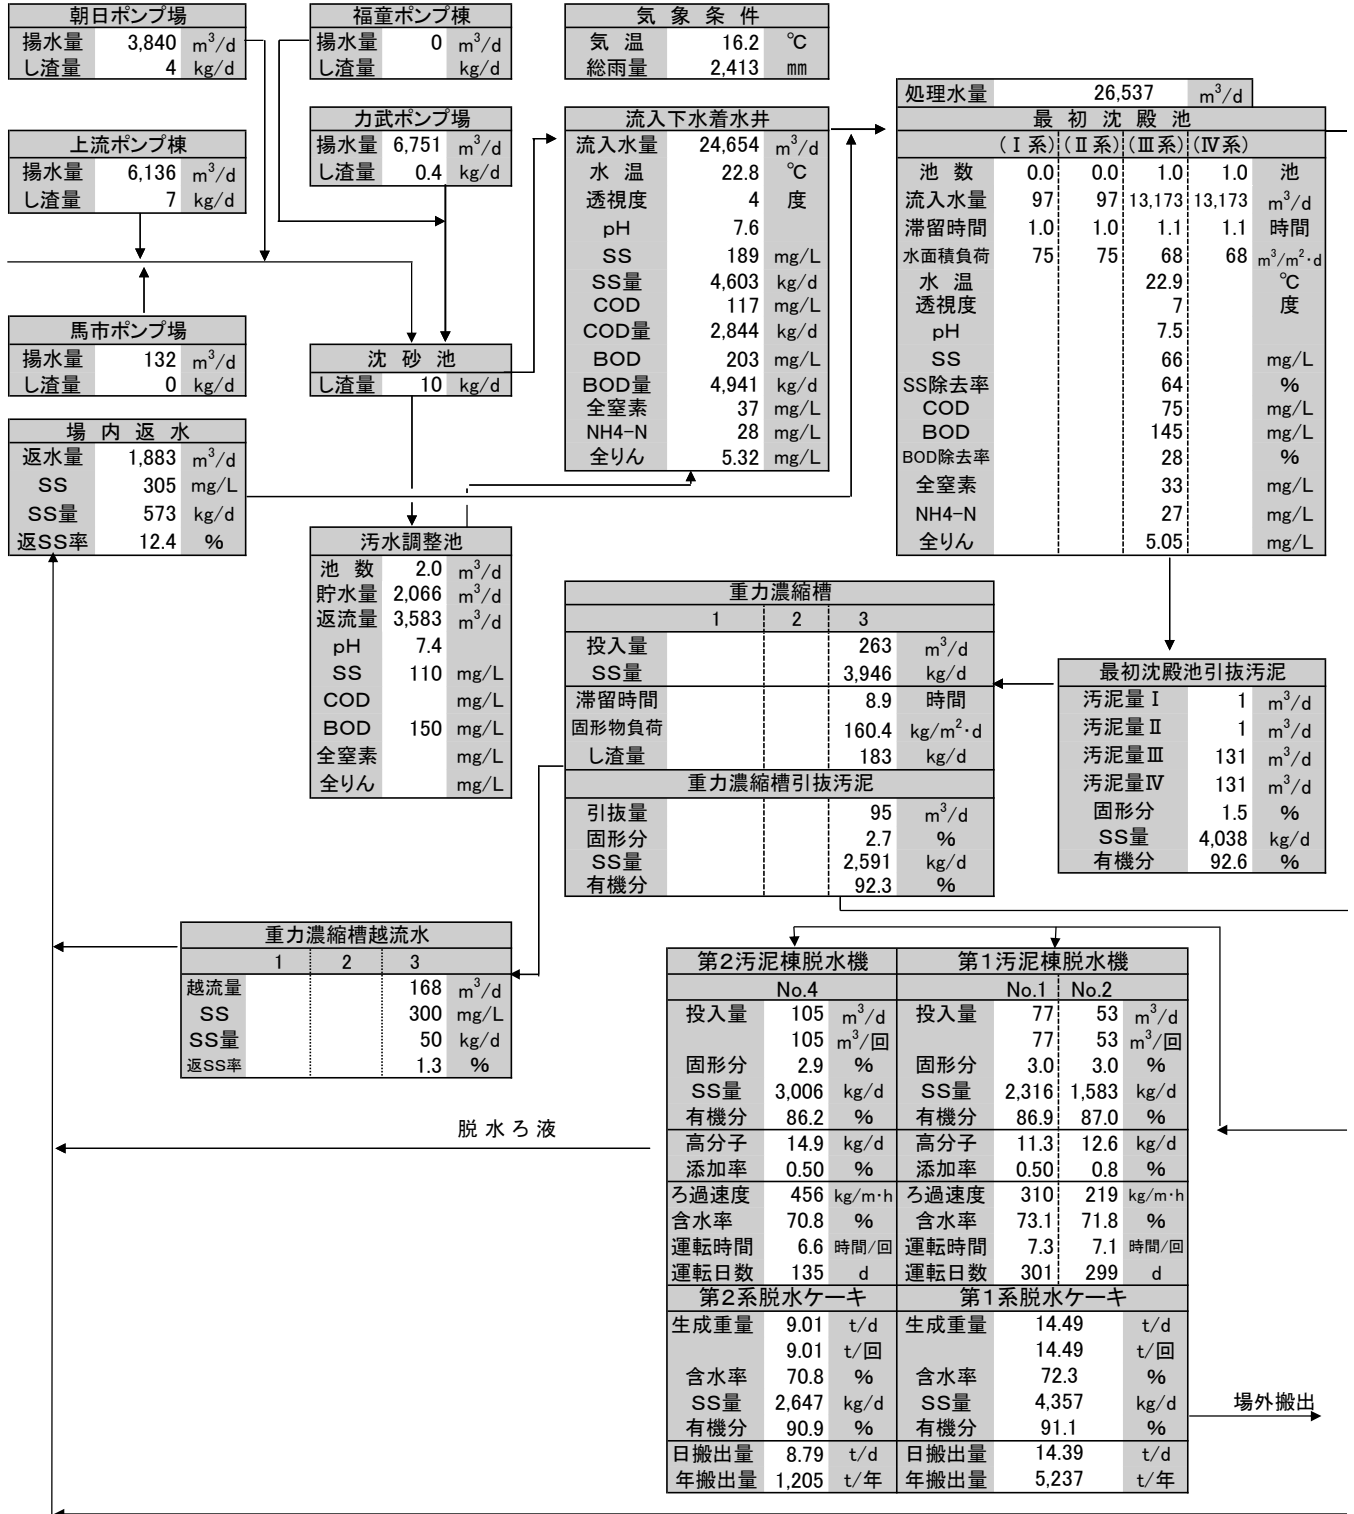 朝日ポンプ場
揚水量 3,840 m³/d
し渣量 4 kg/d
福童ポンプ棟
揚水量 0 m³/d
し渣量 kg/d
気 象 条 件
気 温 16.2 ℃
総雨量 2,413 mm
上流ポンプ棟
揚水量 6,136 m³/d
し渣量 7 kg/d
力武ポンプ場
揚水量 6,751 m³/d
し渣量 0.4 kg/d
馬市ポンプ場
揚水量 132 m³/d
し渣量 0 kg/d
沈 砂 池
し渣量 10 kg/d
流入下水着水井
流入水量 24,654 m³/d
水 温 22.8 ℃
透視度 4 度
pH 7.6
SS 189 mg/L
SS量 4,603 kg/d
COD 117 mg/L
COD量 2,844 kg/d
BOD 203 mg/L
BOD量 4,941 kg/d
全窒素 37 mg/L
NH4-N 28 mg/L
全りん 5.32 mg/L
処理水量 26,537 m³/d
最 初 沈 殿 池
(Ⅰ系) (Ⅱ系) (Ⅲ系) (Ⅳ系)
池 数 0.0 0.0 1.0 1.0 池
流入水量 97 97 13,173 13,173 m³/d
滞留時間 1.0 1.0 1.1 1.1 時間
水面積負荷 75 75 68 68 m³/m²・d
水 温 22.9 ℃
透視度 7 度
pH 7.5
SS 66 mg/L
SS除去率 64 %
COD 75 mg/L
BOD 145 mg/L
BOD除去率 28 %
全窒素 33 mg/L
NH4-N 27 mg/L
全りん 5.05 mg/L
場 内 返 水
返水量 1,883 m³/d
SS 305 mg/L
SS量 573 kg/d
返SS率 12.4 %
汚水調整池
池 数 2.0 m³/d
貯水量 2,066 m³/d
返流量 3,583 m³/d
pH 7.4
SS 110 mg/L
COD mg/L
BOD 150 mg/L
全窒素 mg/L
全りん mg/L
重力濃縮槽
1 2 3
投入量 263 m³/d
SS量 3,946 kg/d
滞留時間 8.9 時間
固形物負荷 160.4 kg/m²・d
し渣量 183 kg/d
重力濃縮槽引抜汚泥
引抜量 95 m³/d
固形分 2.7 %
SS量 2,591 kg/d
有機分 92.3 %
最初沈殿池引抜汚泥
汚泥量Ⅰ 1 m³/d
汚泥量Ⅱ 1 m³/d
汚泥量Ⅲ 131 m³/d
汚泥量Ⅳ 131 m³/d
固形分 1.5 %
SS量 4,038 kg/d
有機分 92.6 %
重力濃縮槽越流水
1 2 3
越流量 168 m³/d
SS 300 mg/L
SS量 50 kg/d
返SS率 1.3 %
脱水ろ液
第2汚泥棟脱水機
No.4
投入量 105 m³/d
105 m³/回
固形分 2.9 %
SS量 3,006 kg/d
有機分 86.2 %
高分子 14.9 kg/d
添加率 0.50 %
ろ過速度 456 kg/m・h
含水率 70.8 %
運転時間 6.6 時間/回
運転日数 135 d
第2系脱水ケーキ
生成重量 9.01 t/d
9.01 t/回
含水率 70.8 %
SS量 2,647 kg/d
有機分 90.9 %
日搬出量 8.79 t/d
年搬出量 1,205 t/年
第1汚泥棟脱水機
No.1 No.2
投入量 77 53 m³/d
77 53 m³/回
固形分 3.0 3.0 %
SS量 2,316 1,583 kg/d
有機分 86.9 87.0 %
高分子 11.3 12.6 kg/d
添加率 0.50 0.8 %
ろ過速度 310 219 kg/m・h
含水率 73.1 71.8 %
運転時間 7.3 7.1 時間/回
運転日数 301 299 d
第1系脱水ケーキ
生成重量 14.49 t/d
14.49 t/回
含水率 72.3 %
SS量 4,357 kg/d
有機分 91.1 %
日搬出量 14.39 t/d
年搬出量 5,237 t/年
場外搬出